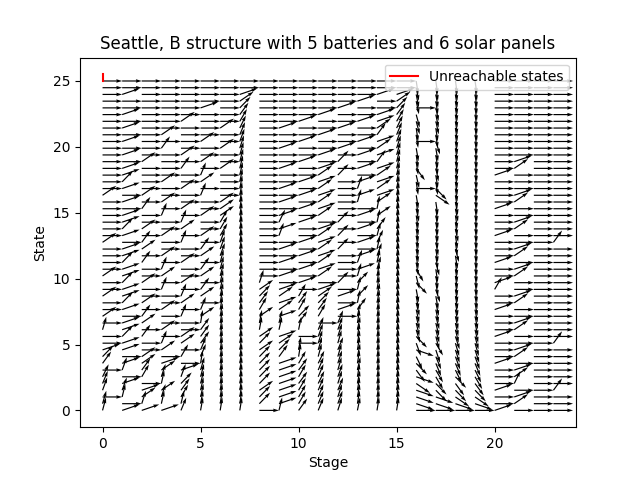 Seattle, B structure with 5 batteries and 6 solar panels
Unreachable states
25
20
15
10
5
0
State
0 5 10 15 20
Stage